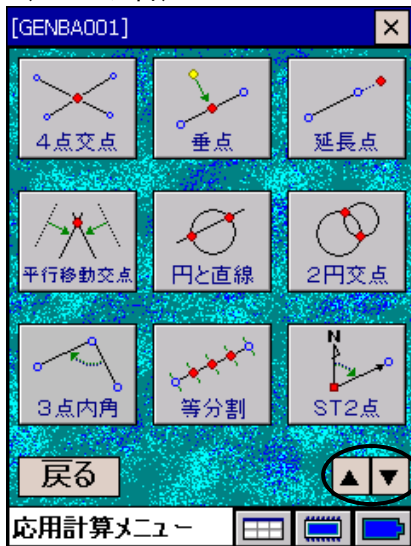 [GENBA001]
4点交点
垂点
延長点
平行移動交点
円と直線
2円交点
3点内角
等分割
N
ST2点
戻る
応用計算メニュー